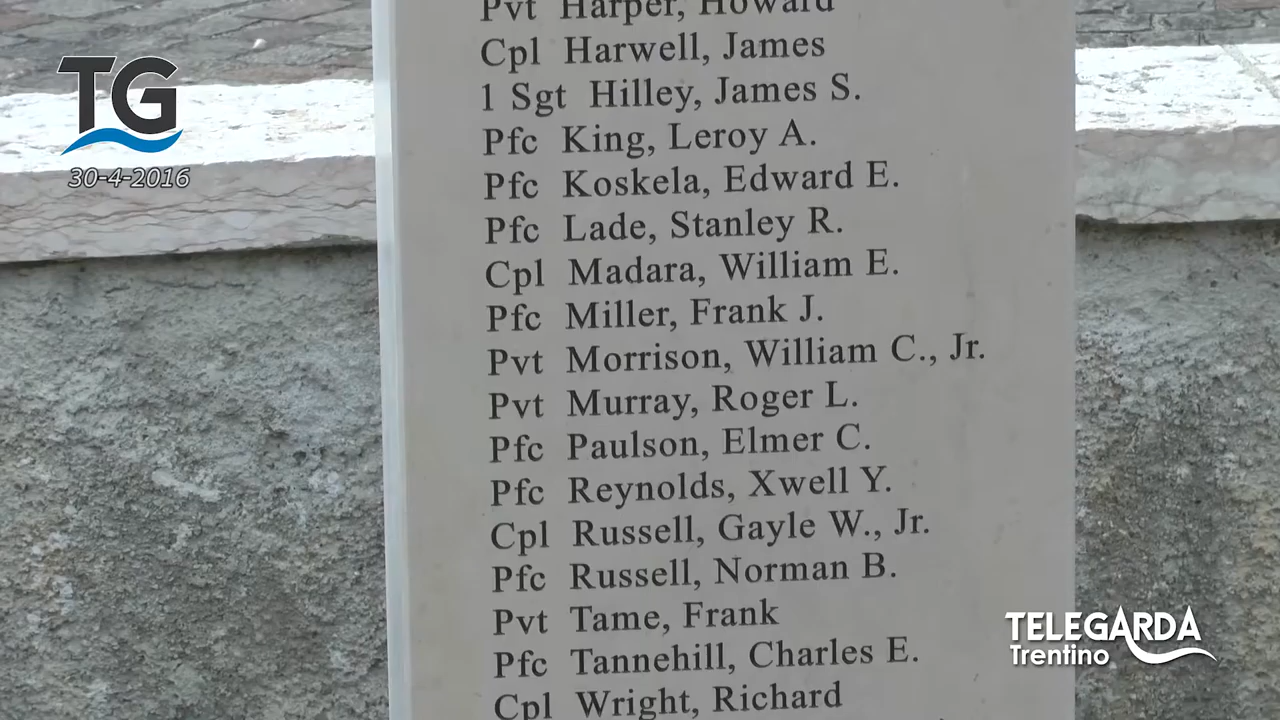 Pvt Harper, Howard
Cpl Harwell, James
1 Sgt Hilley, James S.
Pfc King, Leroy A.
Pfc Koskela, Edward E.
Pfc Lade, Stanley R.
Cpl Madara, William E.
Pfc Miller, Frank J.
Pvt Morrison, William C., Jr.
Pvt Murray, Roger L.
Pfc Paulson, Elmer C.
Pfc Reynolds, Xwell Y.
Cpl Russell, Gayle W., Jr.
Pfc Russell, Norman B.
Pvt Tame, Frank
Pfc Tannehill, Charles E.
Cpl Wright, Richard
TG
30-4-2016
TELEGARDA
Trentino